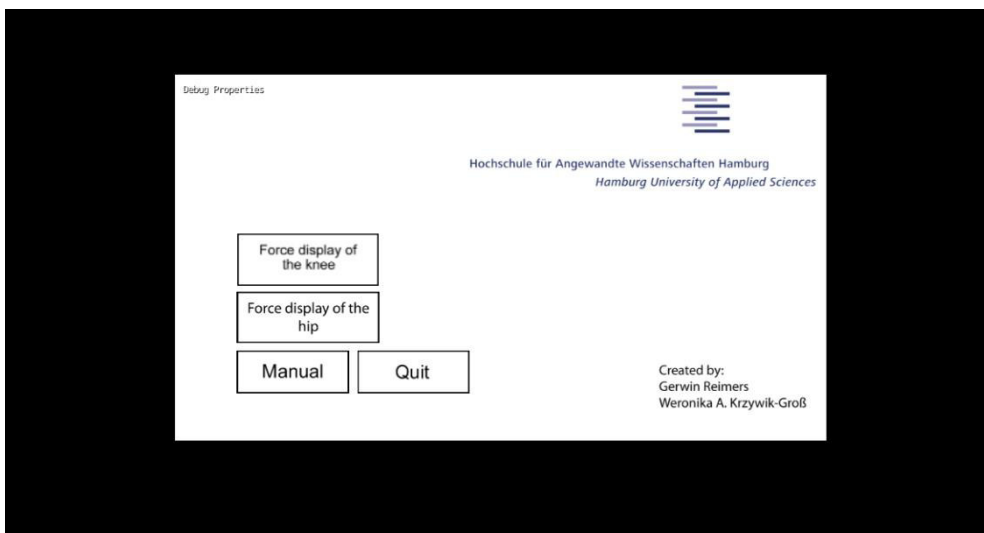 Debug Properties
Hochschule für Angewandte Wissenschaften Hamburg
Hamburg University of Applied Sciences
Force display of
the knee
Force display of the
hip
Manual
Quit
Created by:
Gerwin Reimers
Weronika A. Krzywik-Groß